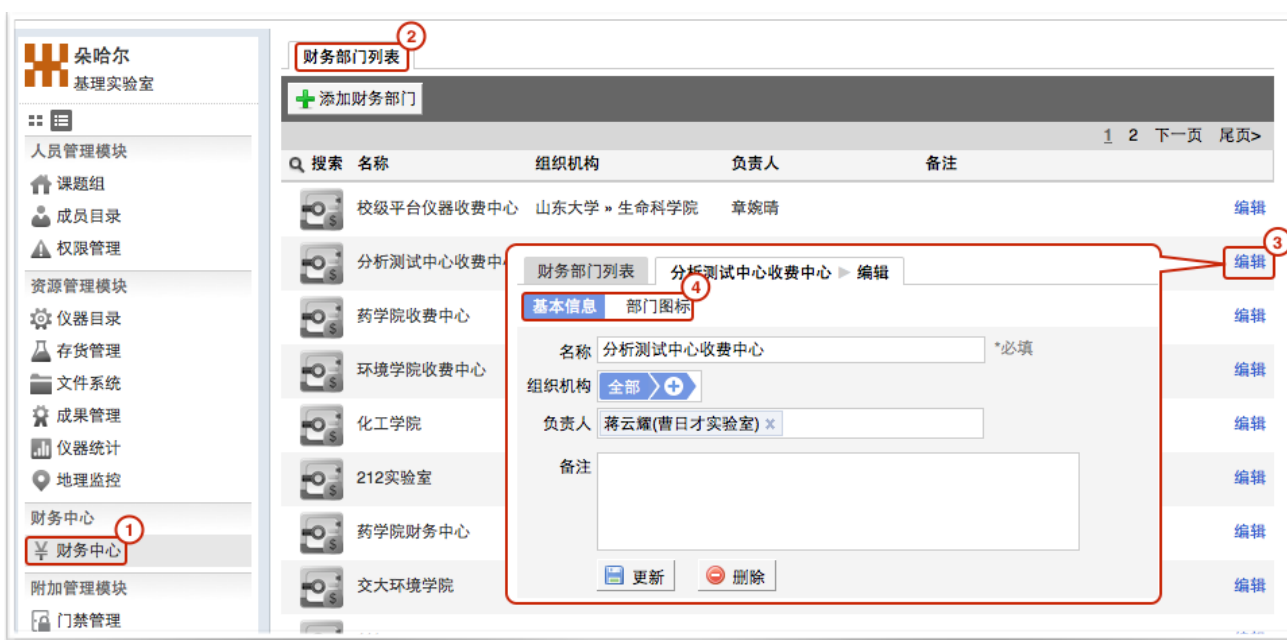 朵哈尔
基理实验室
人员管理模块
课题组
成员目录
权限管理
资源管理模块
仪器目录
存货管理
文件系统
成果管理
仪器统计
地理监控
财务中心
1
¥ 财务中心
附加管理模块
门禁管理
2
财务部门列表
添加财务部门
1 2 下一页 尾页>
搜索 名称 组织机构 负责人 备注
校级平台仪器收费中心 山东大学 » 生命科学院 章婉晴 编辑
分析测试中心收费中 编辑
3
药学院收费中心 编辑
环境学院收费中心 编辑
化工学院 编辑
212实验室 编辑
药学院财务中心 编辑
交大环境学院 编辑
财务部门列表 分析测试中心收费中心 ▶ 编辑
4
基本信息 部门图标
名称 分析测试中心收费中心 *必填
组织机构 全部
负责人 蒋云耀(曹日才实验室) x
备注
更新 删除